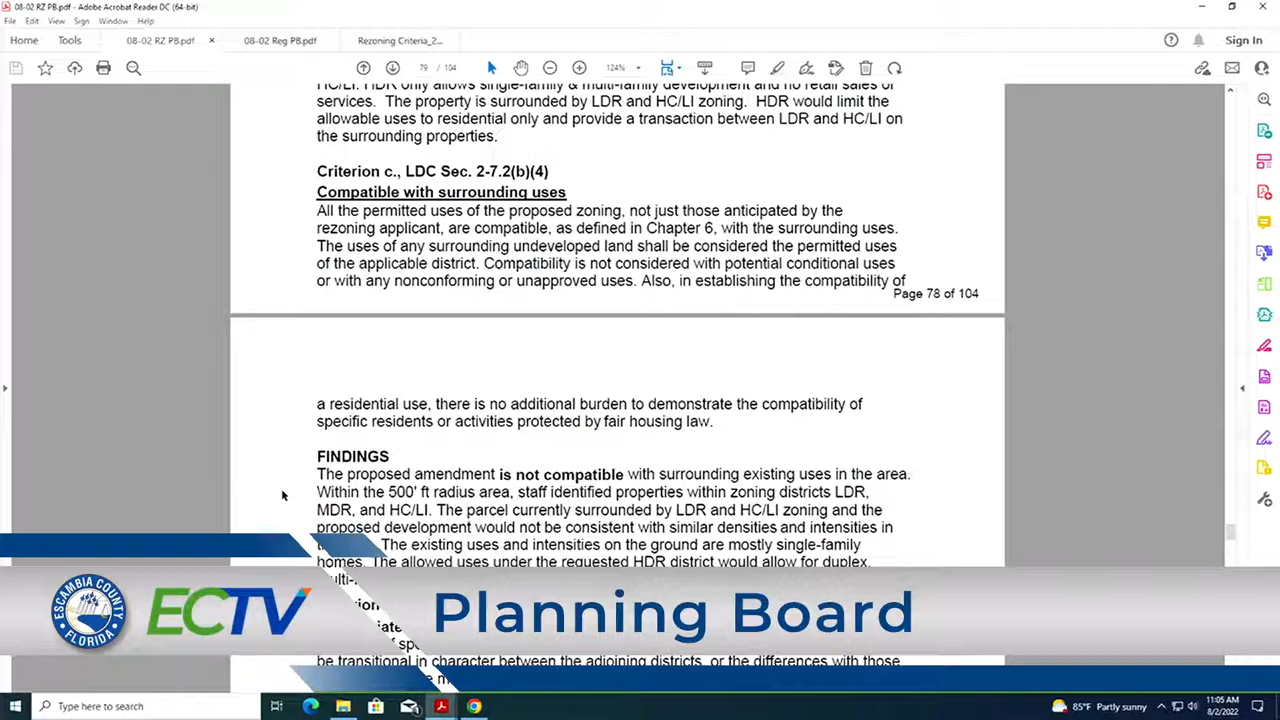 08-02 RZ PB.pdf - Adobe Acrobat Reader DC (64-bit)
File Edit View Sign Window Help
Home Tools 08-02 RZ PB.pdf × 08-02 Reg PB.pdf Rezoning Criteria_2... Sign In
79 / 104 124%
HC/LI. HDR only allows single-family & multi-family development and no retail sales or
services. The property is surrounded by LDR and HC/LI zoning. HDR would limit the
allowable uses to residential only and provide a transaction between LDR and HC/LI on
the surrounding properties.
Criterion c., LDC Sec. 2-7.2(b)(4)
Compatible with surrounding uses
All the permitted uses of the proposed zoning, not just those anticipated by the
rezoning applicant, are compatible, as defined in Chapter 6, with the surrounding uses.
The uses of any surrounding undeveloped land shall be considered the permitted uses
of the applicable district. Compatibility is not considered with potential conditional uses
or with any nonconforming or unapproved uses. Also, in establishing the compatibility of
Page 78 of 104
a residential use, there is no additional burden to demonstrate the compatibility of
specific residents or activities protected by fair housing law.
FINDINGS
The proposed amendment is not compatible with surrounding existing uses in the area.
Within the 500' ft radius area, staff identified properties within zoning districts LDR,
MDR, and HC/LI. The parcel currently surrounded by LDR and HC/LI zoning and the
proposed development would not be consistent with similar densities and intensities in
The existing uses and intensities on the ground are mostly single-family
homes. The allowed uses under the requested HDR district would allow for duplex,
be transitional in character between the adjoining districts, or the differences with those
ESCAMBIA COUNTY FLORIDA
ECTV
Planning Board
Type here to search
85°F Partly sunny
11:05 AM
8/2/2022